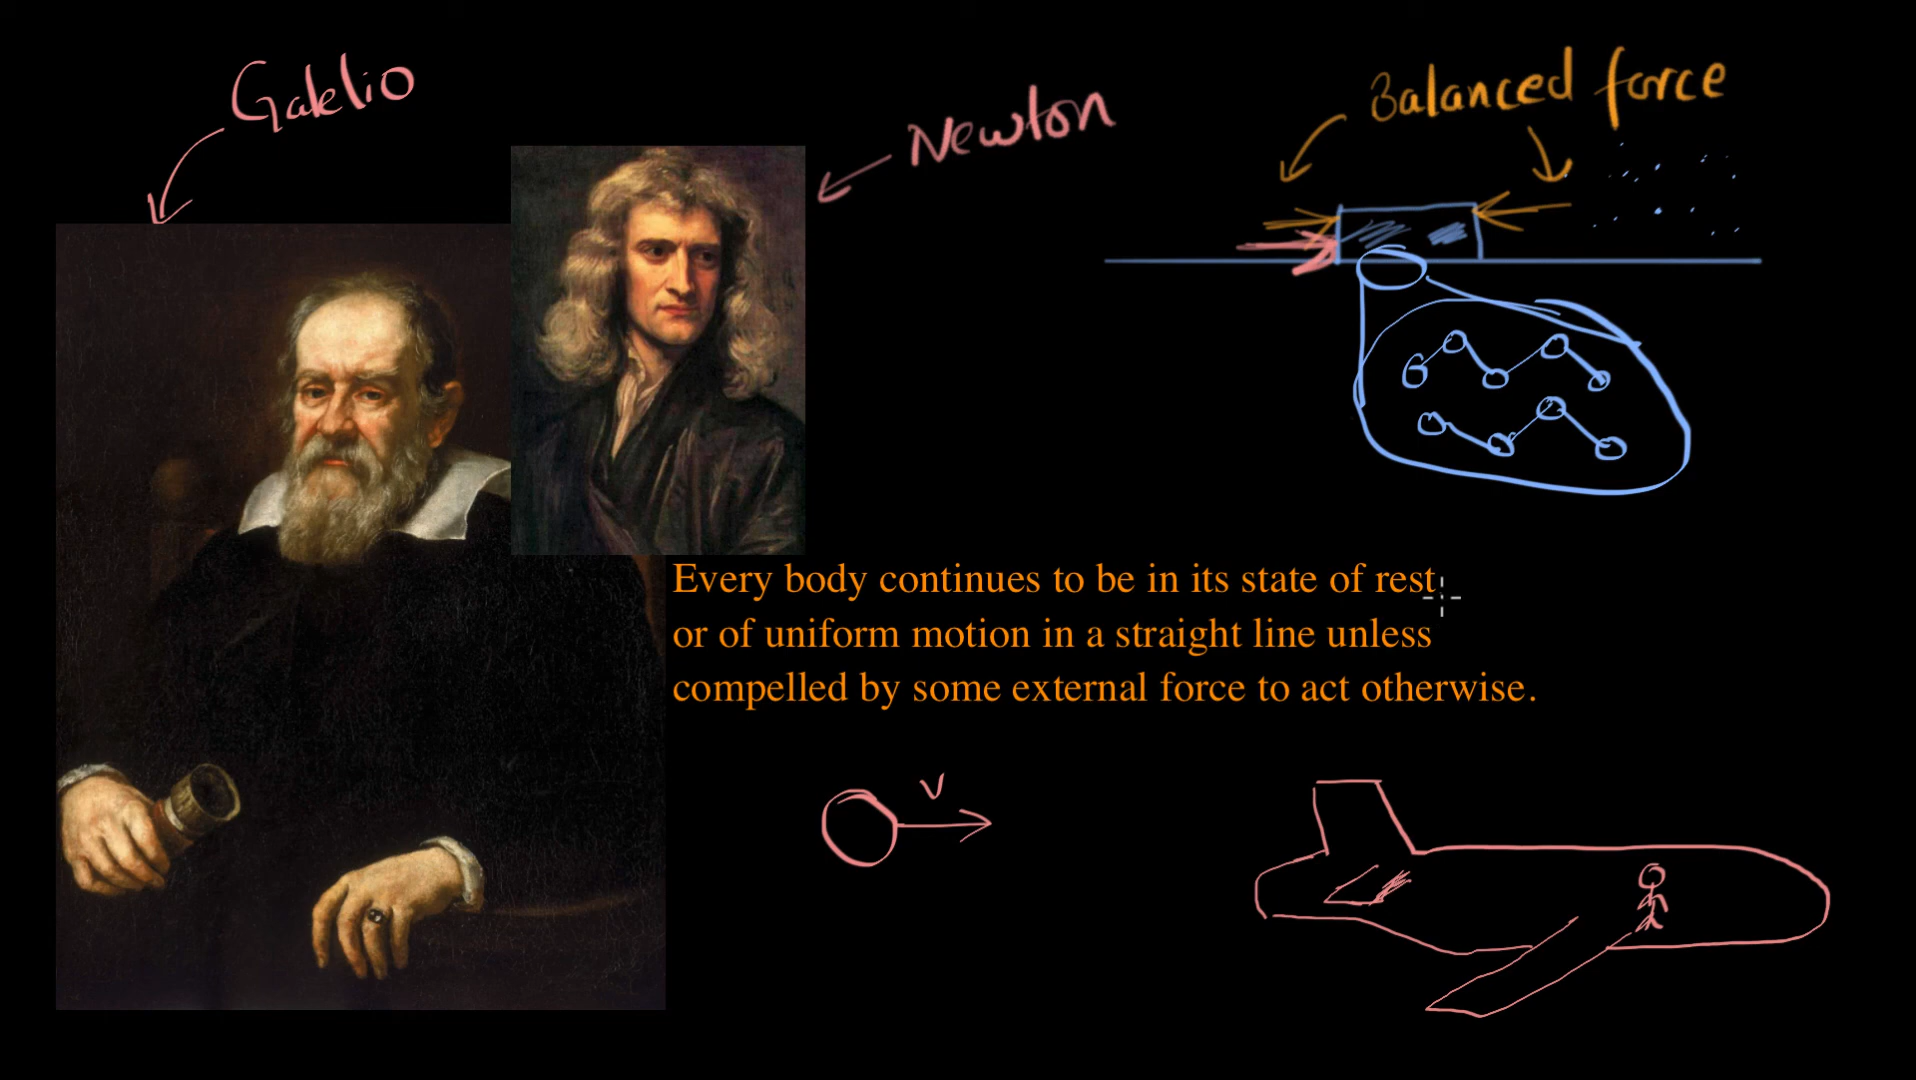 Galelio
Newton
Balanced force
Every body continues to be in its state of rest
or of uniform motion in a straight line unless
compelled by some external force to act otherwise.
v